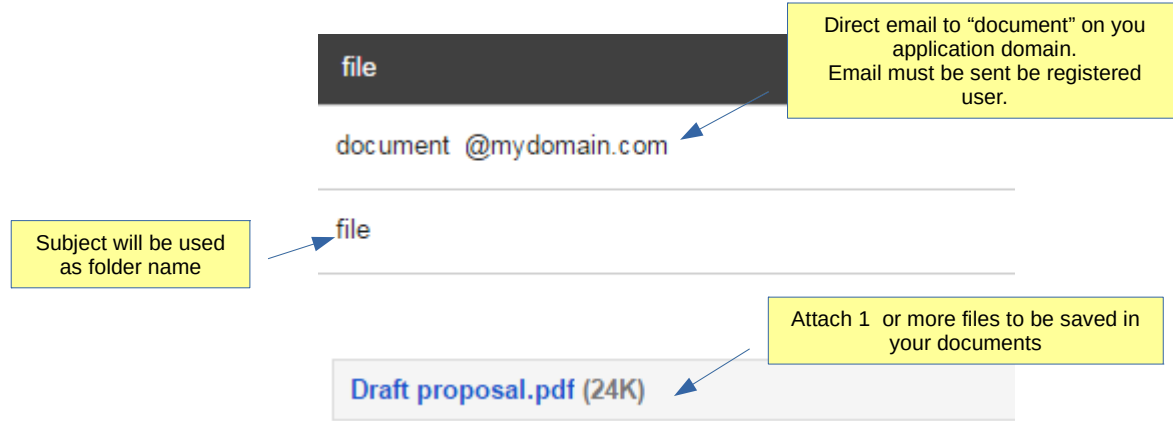 Direct email to “document” on you
application domain.
Email must be sent be registered
user.
file
document @mydomain.com
Subject will be used
as folder name
file
Attach 1 or more files to be saved in
your documents
Draft proposal.pdf (24K)